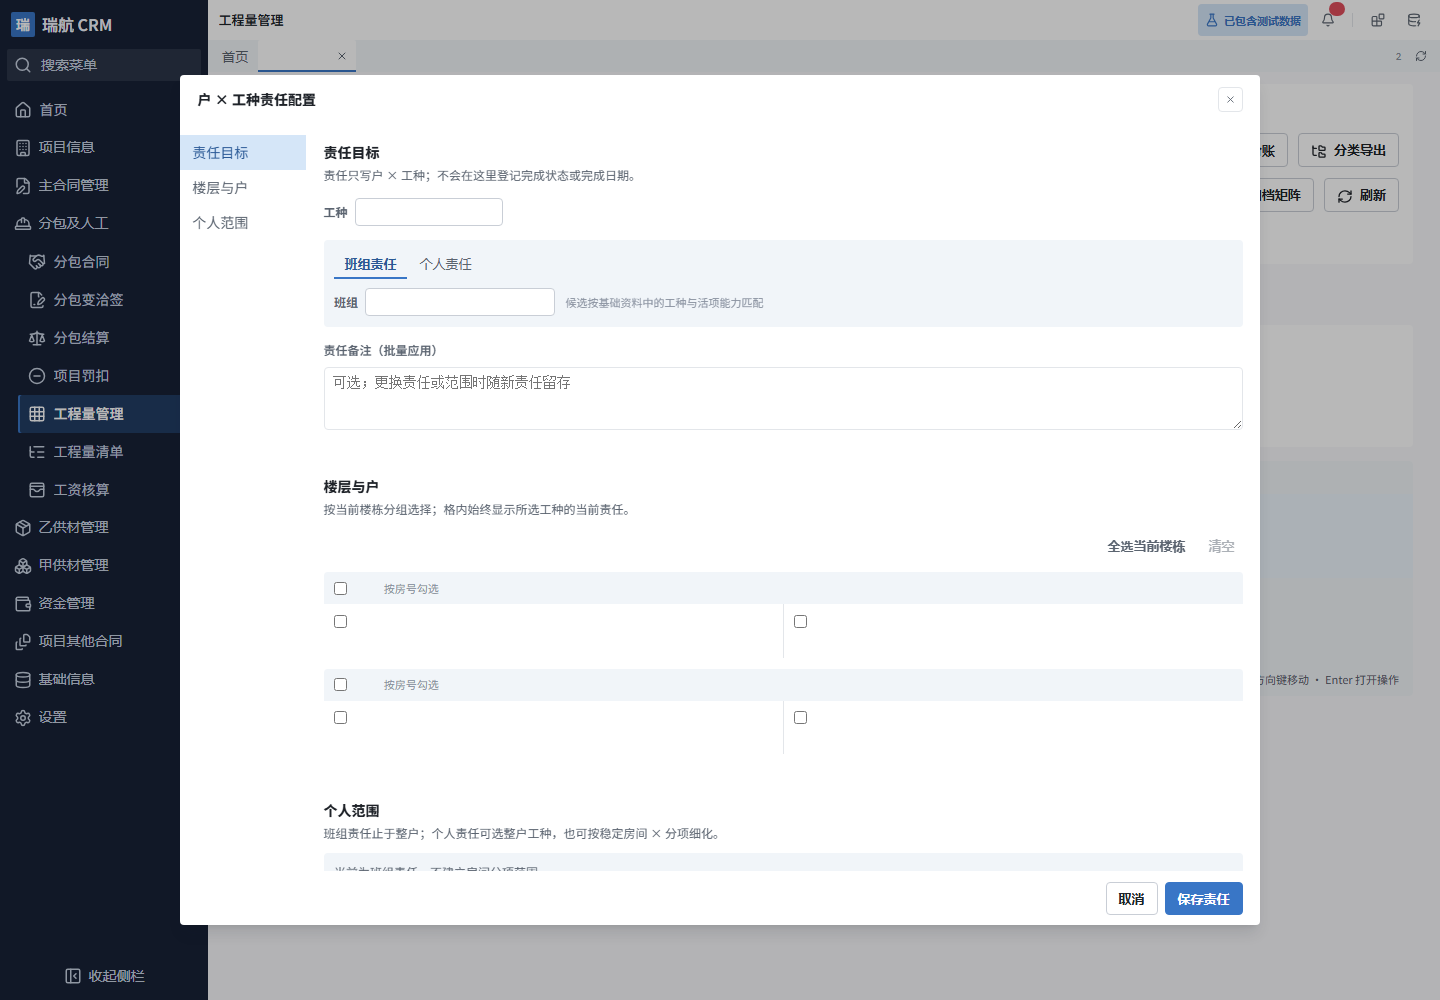 瑞 瑞航 CRM
搜索菜单
首页
项目信息
主合同管理
分包及人工
分包合同
分包变洽签
分包结算
项目罚扣
工程量管理
工程量清单
工资核算
乙供材管理
甲供材管理
资金管理
项目其他合同
基础信息
设置
收起侧栏
工程量管理
已包含测试数据
首页
2
账
分类导出
档矩阵
刷新
方向键移动 · Enter 打开操作
户 × 工种责任配置
责任目标
楼层与户
个人范围
责任目标
责任只写户 × 工种；不会在这里登记完成状态或完成日期。
工种
班组责任 个人责任
班组 候选按基础资料中的工种与活项能力匹配
责任备注（批量应用）
可选；更换责任或范围时随新责任留存
楼层与户
按当前楼栋分组选择；格内始终显示所选工种的当前责任。
全选当前楼栋 清空
按房号勾选
按房号勾选
个人范围
班组责任止于整户；个人责任可选整户工种，也可按稳定房间 × 分项细化。
取消 保存责任